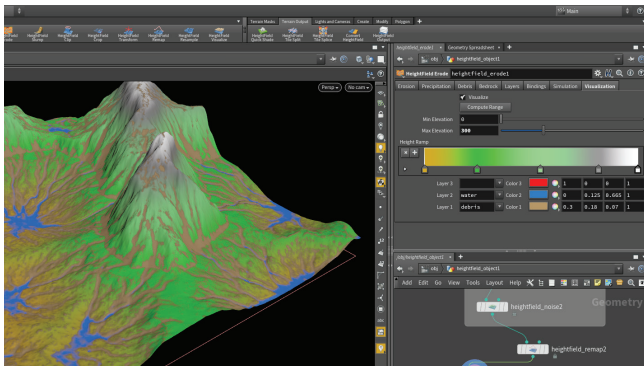 Main
Terrain Masks Terrain Output Lights and Cameras Create Modify Polygon
HeightField Slump HeightField Clip HeightField Crop HeightField Transform HeightField Remap HeightField Resample HeightField Visualize HeightField Quick Shade HeightField Tile Split HeightField Tile Splice Convert HeightField HeightField Output
Persp No cam
heightfield_erode1 Geometry Spreadsheet
obj heightfield_object1
HeightField Erode heightfield_erode1
Erosion Precipitation Debris Bedrock Layers Bindings Simulation Visualization
Visualize
Compute Range
Min Elevation 0
Max Elevation 300
Height Ramp
Layer 3 Color 3 1 0 0 1
Layer 2 water Color 2 0 0.125 0.665 1
Layer 1 debris Color 1 0.3 0.16 0.07 1
/obj/heightfield_object1
obj heightfield_object1
Add Edit Go View Tools Layout Help
Geometry
heightfield_noise2
heightfield_remap2